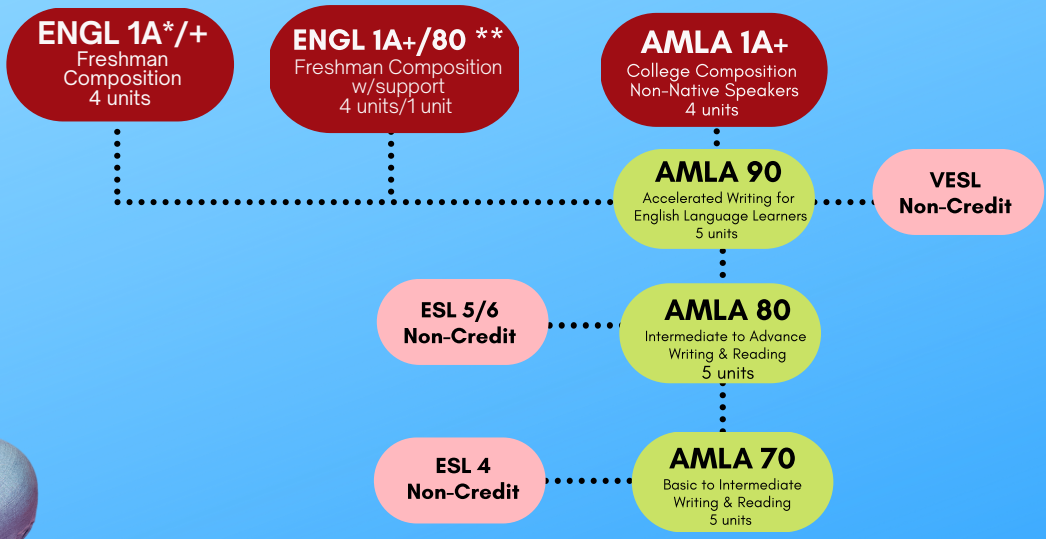 ENGL 1A*/+
Freshman
Composition
4 units
ENGL 1A+/80 **
Freshman Composition
w/support
4 units/1 unit
AMLA 1A+
College Composition
Non-Native Speakers
4 units
AMLA 90
Accelerated Writing for
English Language Learners
5 units
VESL
Non-Credit
ESL 5/6
Non-Credit
AMLA 80
Intermediate to Advance
Writing & Reading
5 units
ESL 4
Non-Credit
AMLA 70
Basic to Intermediate
Writing & Reading
5 units